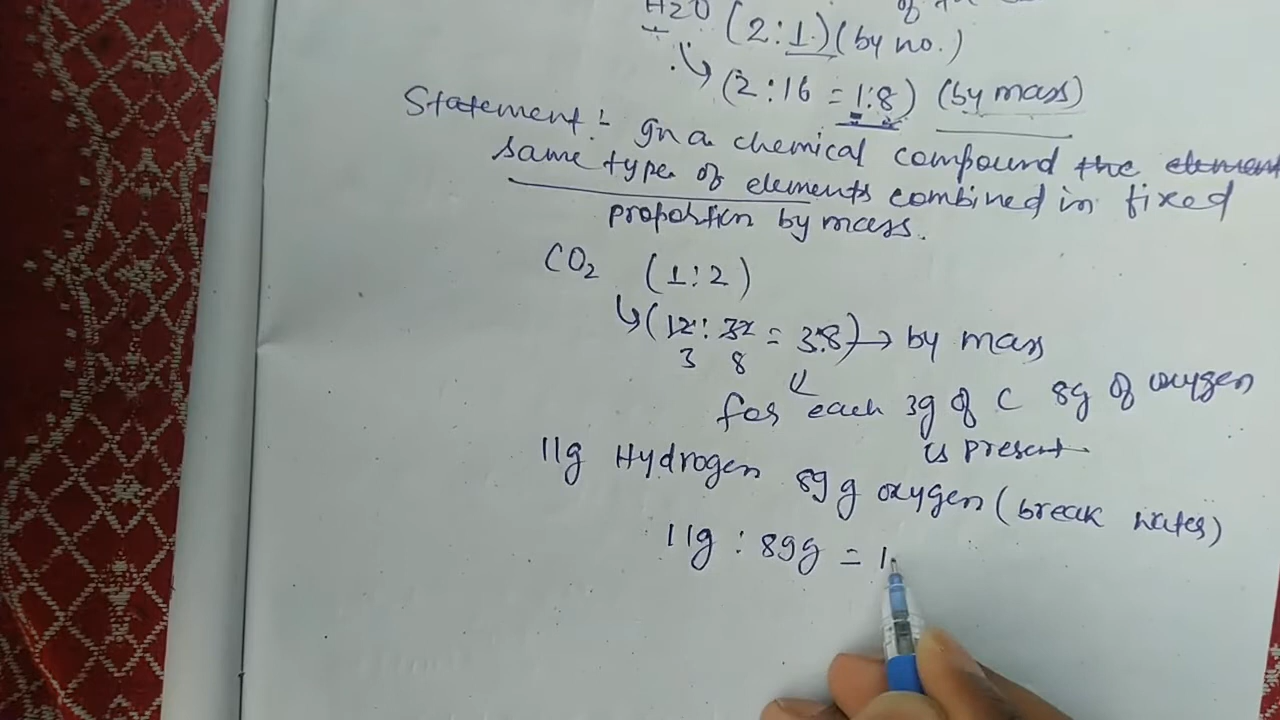 H2O of
(2:1) (by no.)
(2:16 = 1:8) (by mass)
Statement :- In a chemical compound the element
same type of elements combined in fixed
proportion by mass.
CO2 (1:2)
(12:32 = 3:8) → by mass
3 8
for each 3g of C 8g of oxygen
is present
11g Hydrogen 89g oxygen (break water)
11g : 89g = 1